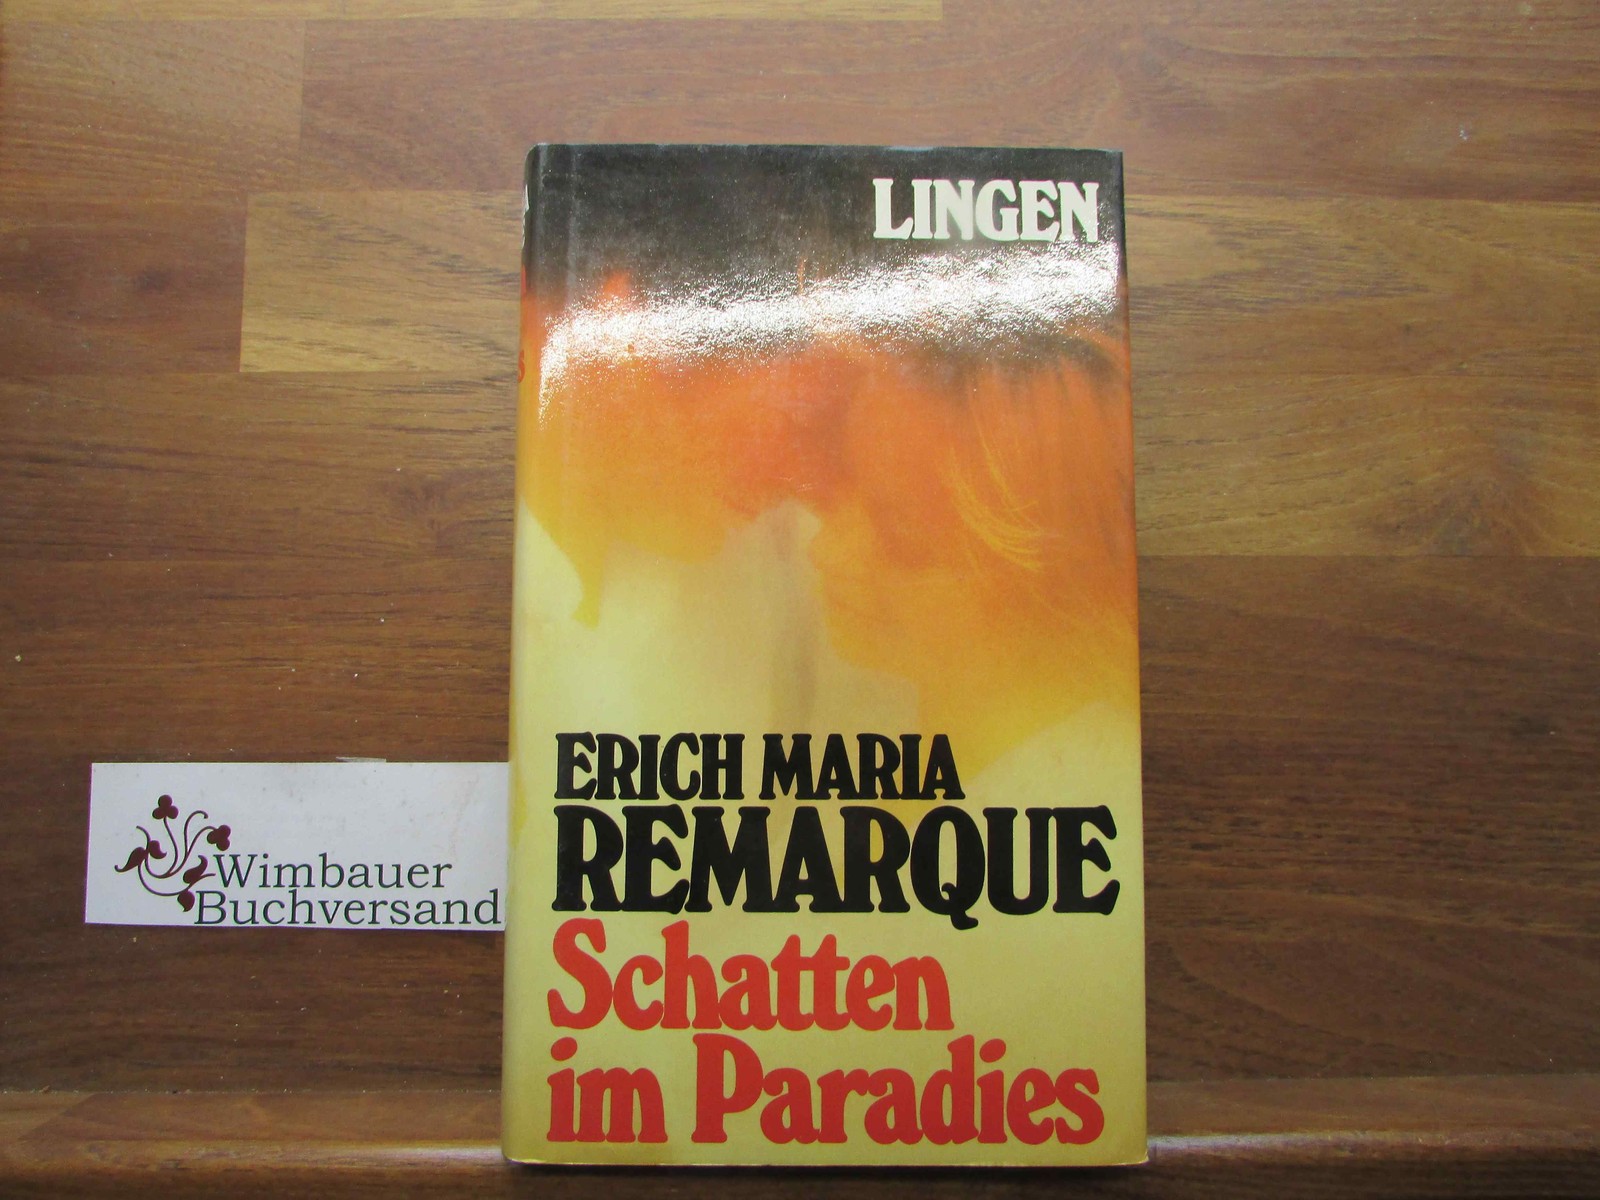 LINGEN
ERICH MARIA
REMARQUE
Schatten
im Paradies
Wimbauer
Buchversand